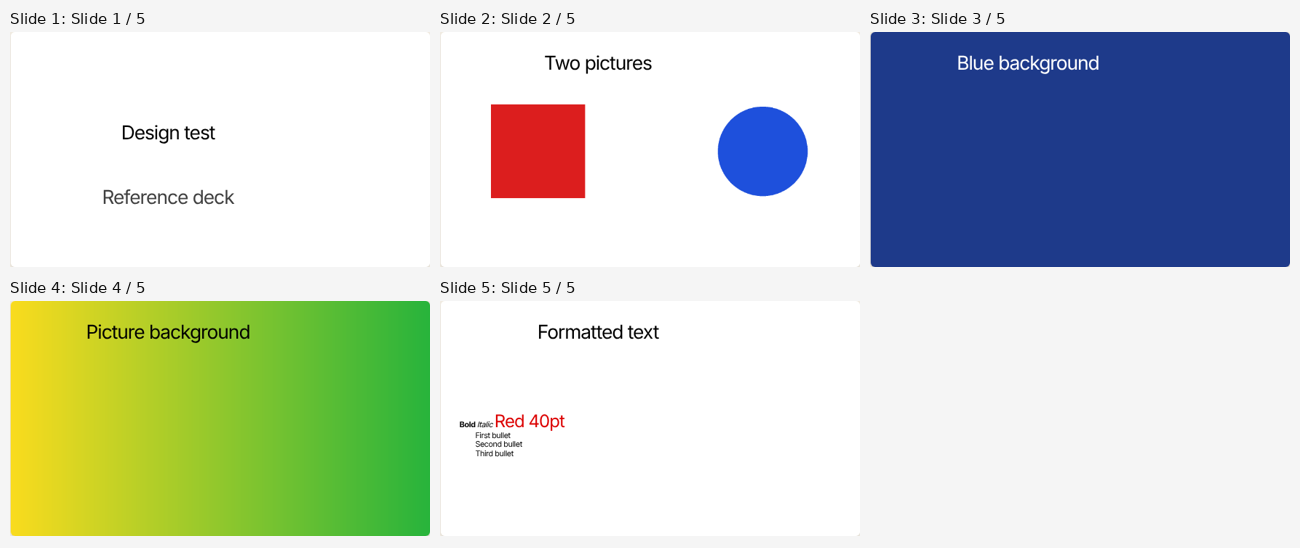 Slide 1: Slide 1 / 5
Design test
Reference deck
Slide 2: Slide 2 / 5
Two pictures
Slide 3: Slide 3 / 5
Blue background
Slide 4: Slide 4 / 5
Picture background
Slide 5: Slide 5 / 5
Formatted text
Bold Italic Red 40pt
First bullet
Second bullet
Third bullet